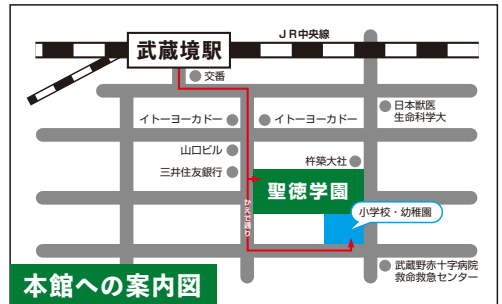 JR中央線
武蔵境駅
交番
日本獣医
生命科学大
イトーヨーカドー
イトーヨーカドー
山口ビル
杵築大社
三井住友銀行
聖徳学園
かえで通り
小学校・幼稚園
武蔵野赤十字病院
救命救急センター
本館への案内図